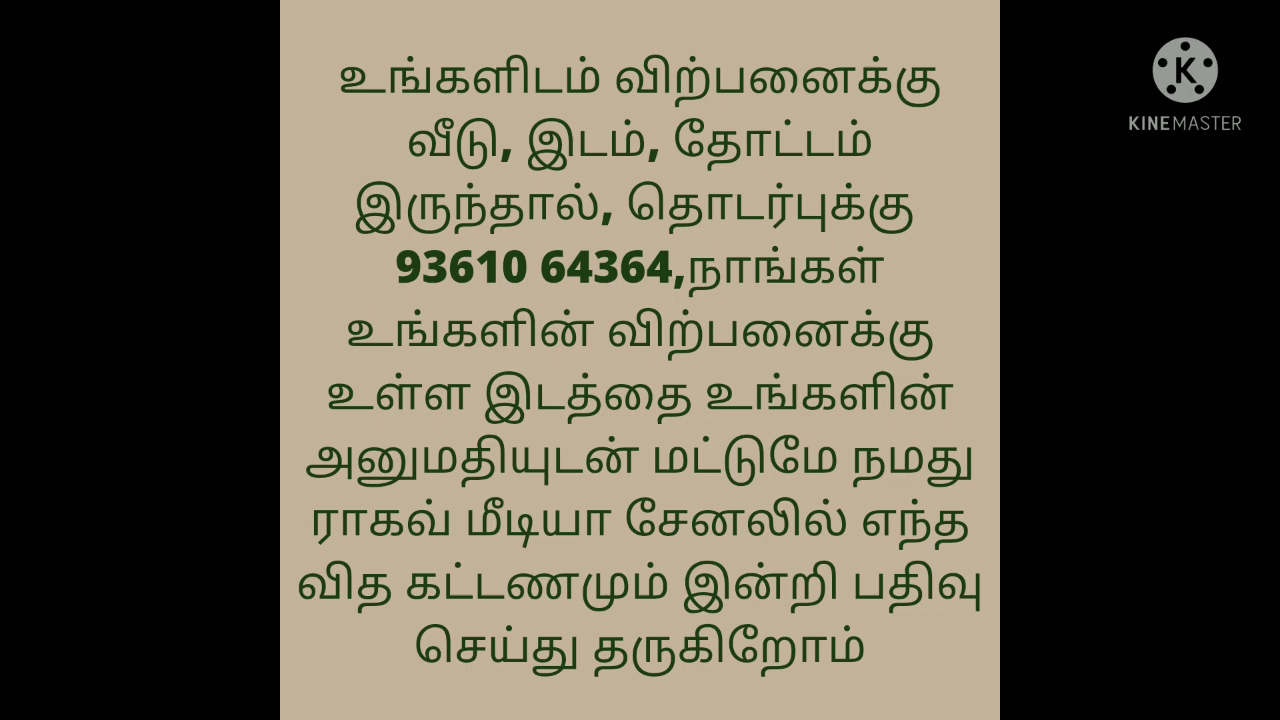 உங்களிடம் விற்பனைக்கு
வீடு, இடம், தோட்டம்
இருந்தால், தொடர்புக்கு
93610 64364,நாங்கள்
உங்களின் விற்பனைக்கு
உள்ள இடத்தை உங்களின்
அனுமதியுடன் மட்டுமே நமது
ராகவ் மீடியா சேனலில் எந்த
வித கட்டணமும் இன்றி பதிவு
செய்து தருகிறோம்
K
KINEMASTER